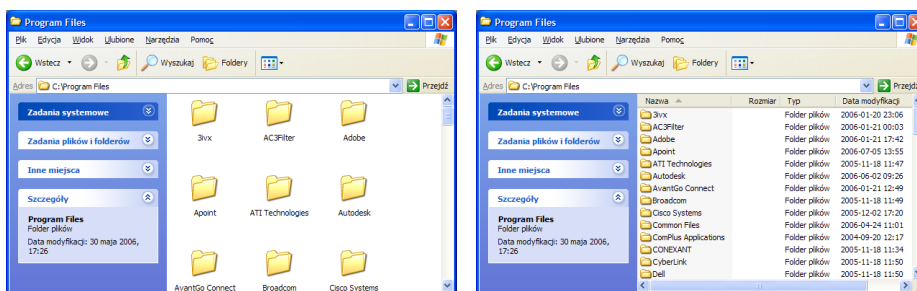 Program Files
Plik Edycja Widok Ulubione Narzędzia Pomoc
Wstecz Wyszukaj Foldery
Adres C:\Program Files Przejdź
Zadania systemowe
Zadania plików i folderów
Inne miejsca
Szczegóły
Program Files
Folder plików
Data modyfikacji: 30 maja 2006,
17:26
3ivx AC3Filter Adobe
Apoint ATI Technologies Autodesk
AvantGo Connect Broadcom Cisco Systems
Program Files
Plik Edycja Widok Ulubione Narzędzia Pomoc
Wstecz Wyszukaj Foldery
Adres C:\Program Files Przejdź
Zadania systemowe
Zadania plików i folderów
Inne miejsca
Szczegóły
Program Files
Folder plików
Data modyfikacji: 30 maja 2006,
17:26
Nazwa Rozmiar Typ Data modyfikacji
3ivx Folder plików 2006-01-20 23:06
AC3Filter Folder plików 2006-01-21 00:03
Adobe Folder plików 2006-01-21 17:42
Apoint Folder plików 2006-07-05 13:55
ATI Technologies Folder plików 2005-11-18 11:47
Autodesk Folder plików 2006-06-02 09:26
AvantGo Connect Folder plików 2006-01-21 12:49
Broadcom Folder plików 2005-11-18 11:49
Cisco Systems Folder plików 2005-12-02 17:20
Common Files Folder plików 2006-04-24 11:01
ComPlus Applications Folder plików 2004-09-20 12:17
CONEXANT Folder plików 2005-11-18 11:34
CyberLink Folder plików 2005-11-18 11:50
Dell Folder plików 2005-11-18 11:50